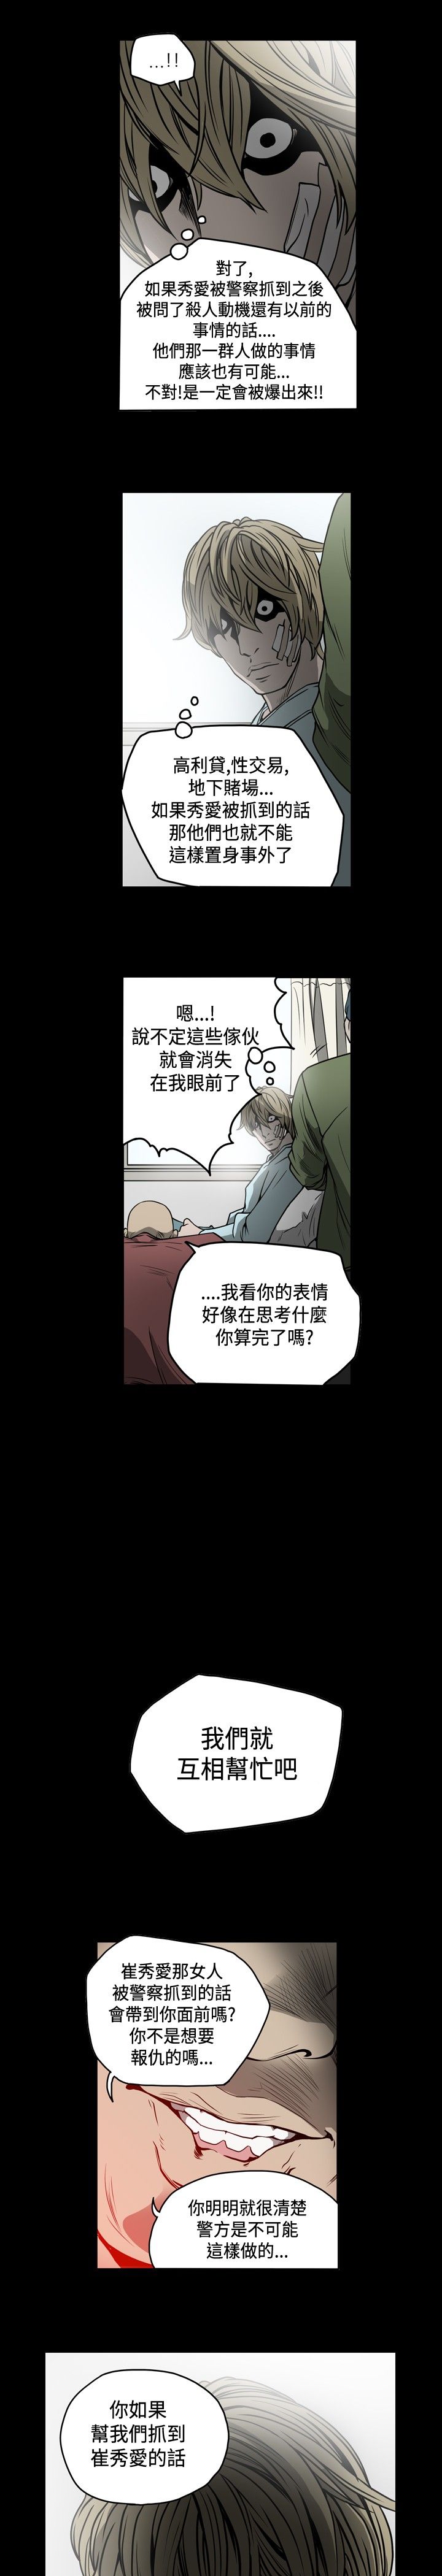 ...!!
對了,
如果秀愛被警察抓到之後
被問了殺人動機還有以前的
事情的話....
他們那一群人做的事情
應該也有可能...
不對!是一定會被爆出來!!
高利貸,性交易,
地下賭場...
如果秀愛被抓到的話
那他們也就不能
這樣置身事外了
嗯...!
說不定這些傢伙
就會消失
在我眼前了
....我看你的表情
好像在思考什麼
你算完了嗎?
我們就
互相幫忙吧
崔秀愛那女人
被警察抓到的話
會帶到你面前嗎?
你不是想要
報仇的嗎...
你明明就很清楚
警方是不可能
這樣做的...
你如果
幫我們抓到
崔秀愛的話